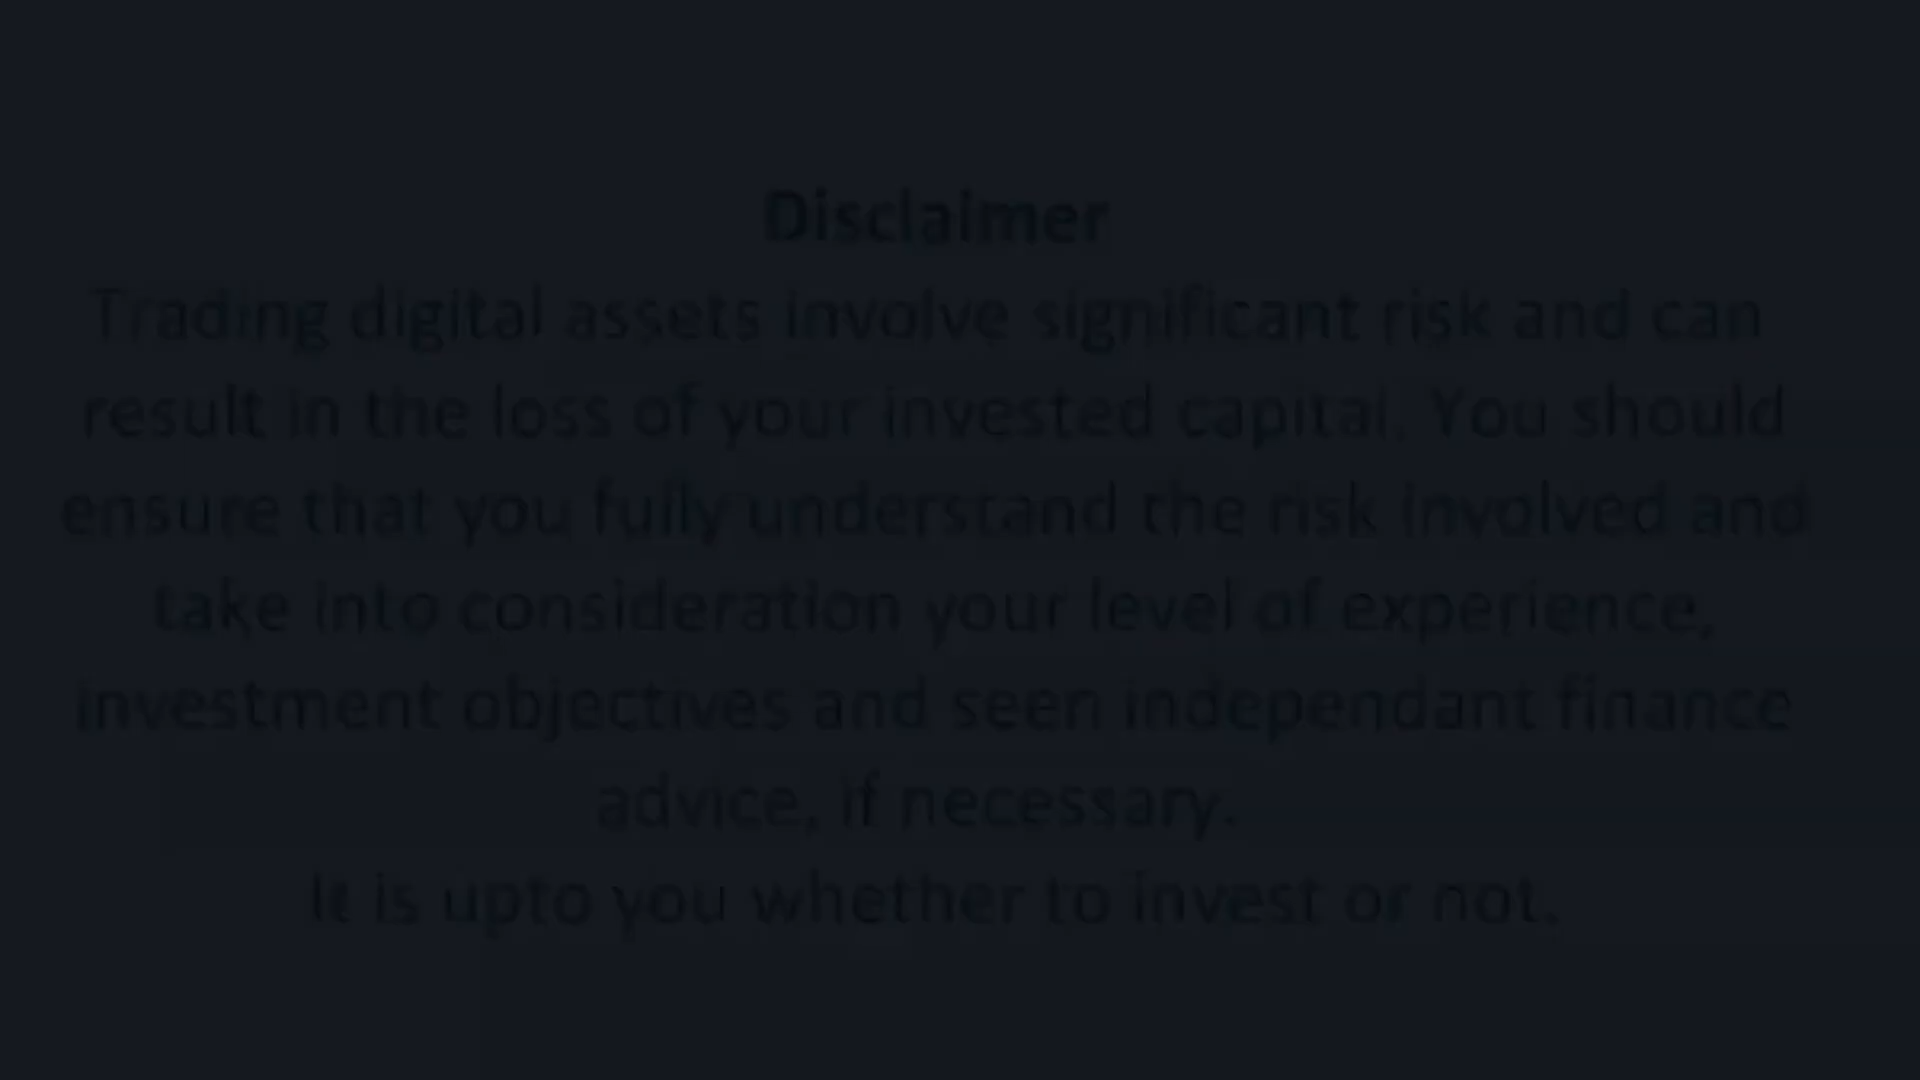 Disclaimer
Trading digital assets involve significant risk and can
result in the loss of your invested capital. You should
ensure that you fully understand the risk involved and
take into consideration your level of experience,
investment objectives and seen independant finance
advice, if necessary.
It is upto you whether to invest or not.